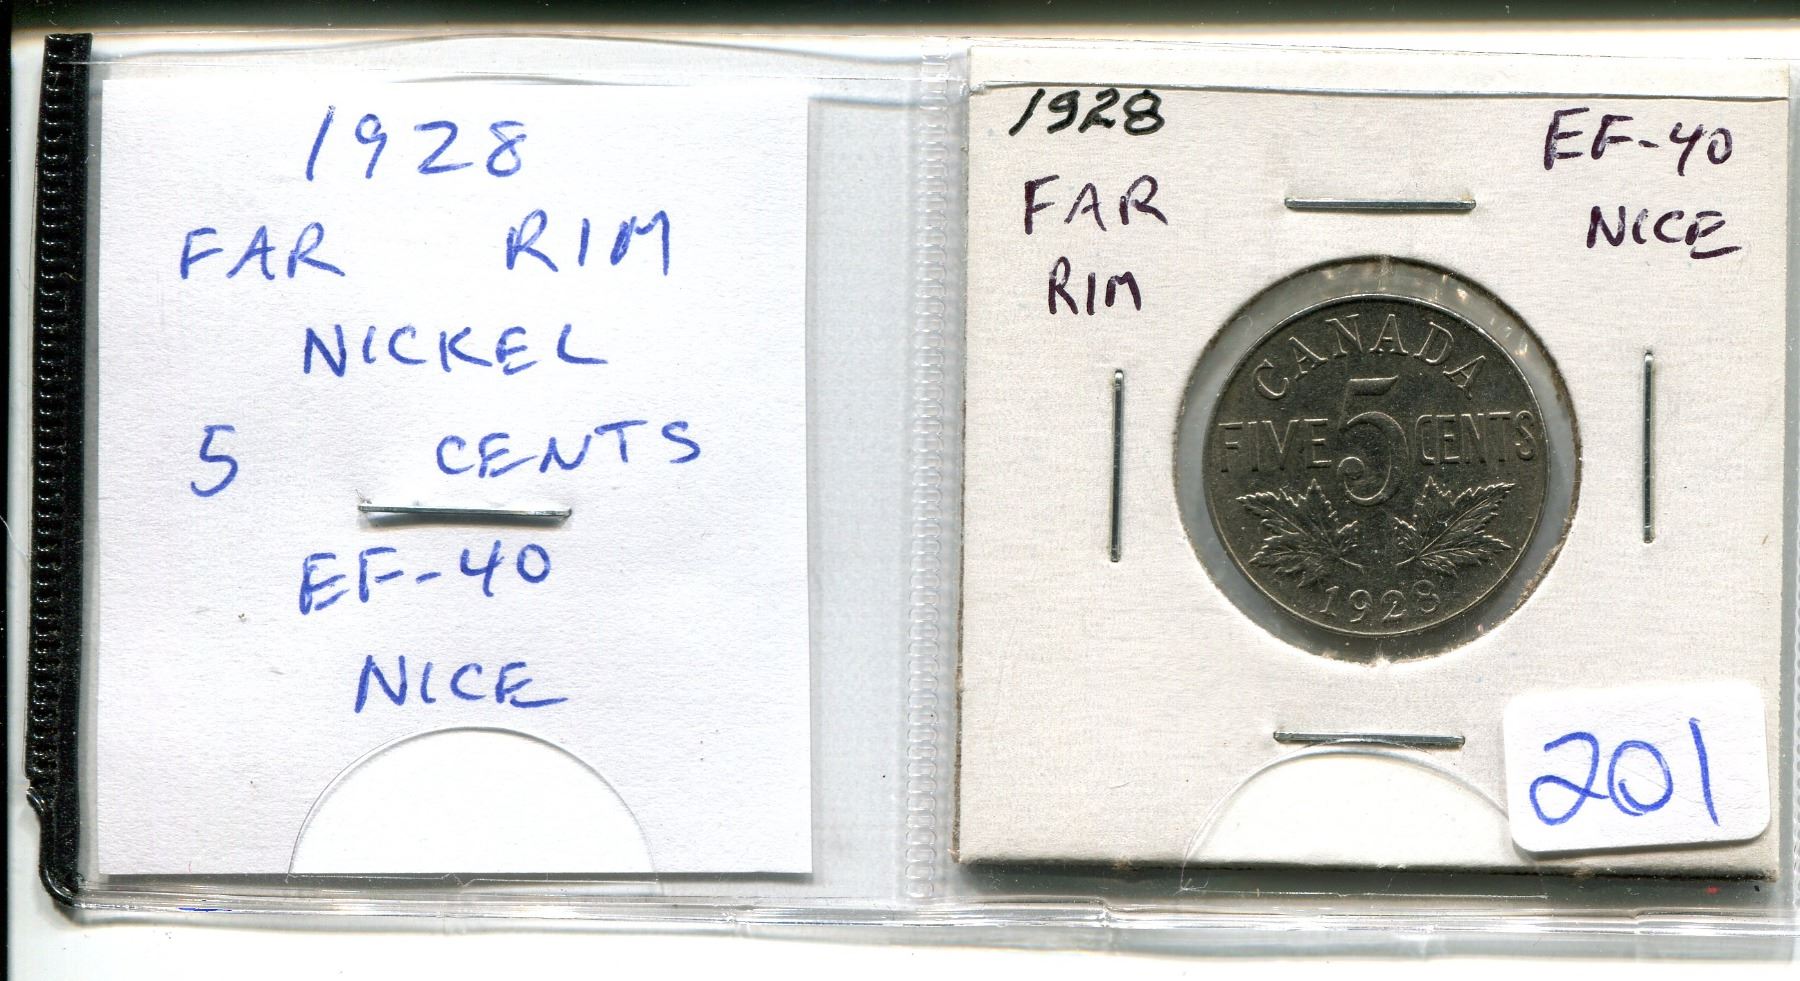 1928
FAR RIM
NICKEL
5 CENTS
EF-40
NICE
1928
FAR
RIM
EF-40
NICE
CANADA
FIVE 5 CENTS
1928
201